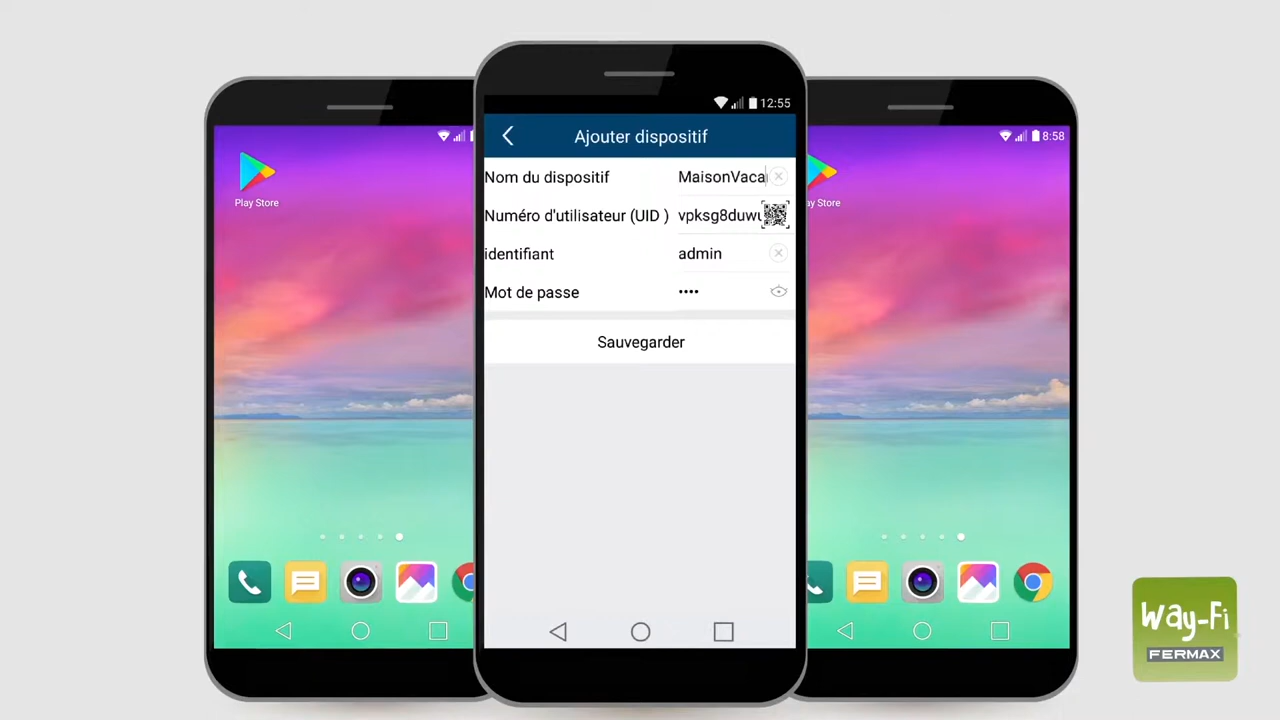 12:55
Ajouter dispositif
Nom du dispositif MaisonVaca
Numéro d'utilisateur (UID ) vpksg8duwu
identifiant admin
Mot de passe ••••
Sauvegarder
Play Store
8:58
ay Store
Way-Fi
FERMAX